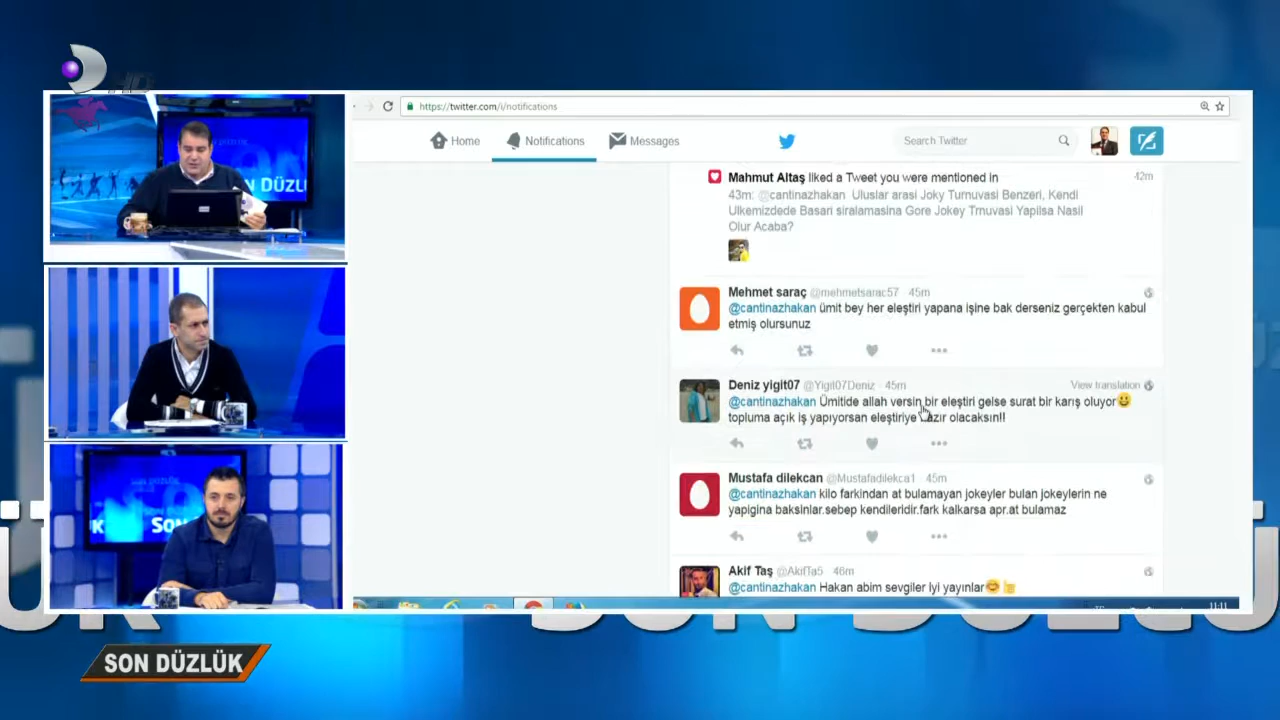 HD
SON DÜZLÜK
https://twitter.com/i/notifications
Home
Notifications
Messages
Search Twitter
Mahmut Altaş liked a Tweet you were mentioned in
42m
43m: @cantinazhakan Uluslar arasi Joky Turnuvasi Benzeri, Kendi
Ulkemizdede Basari siralamasina Gore Jokey Trnuvasi Yapilsa Nasil
Olur Acaba?
Mehmet saraç @mehmetsarac57 45m
@cantinazhakan ümit bey her eleştiri yapana işine bak derseniz gerçekten kabul
etmiş olursunuz
Deniz yigit07 @Yigit07Deniz 45m
View translation
@cantinazhakan Ümitide allah versin bir eleştiri gelse surat bir karış oluyor😃
topluma açık iş yapıyorsan eleştiriye hazır olacaksın!!
Mustafa dilekcan @Mustafadilekca1 45m
@cantinazhakan kilo farkindan at bulamayan jokeyler bulan jokeylerin ne
yapigina baksinlar.sebep kendileridir.fark kalkarsa apr.at bulamaz
Akif Taş @AkifTa5 46m
@cantinazhakan Hakan abim sevgiler Iyi yayınlar
11:11
SON DÜZLÜK